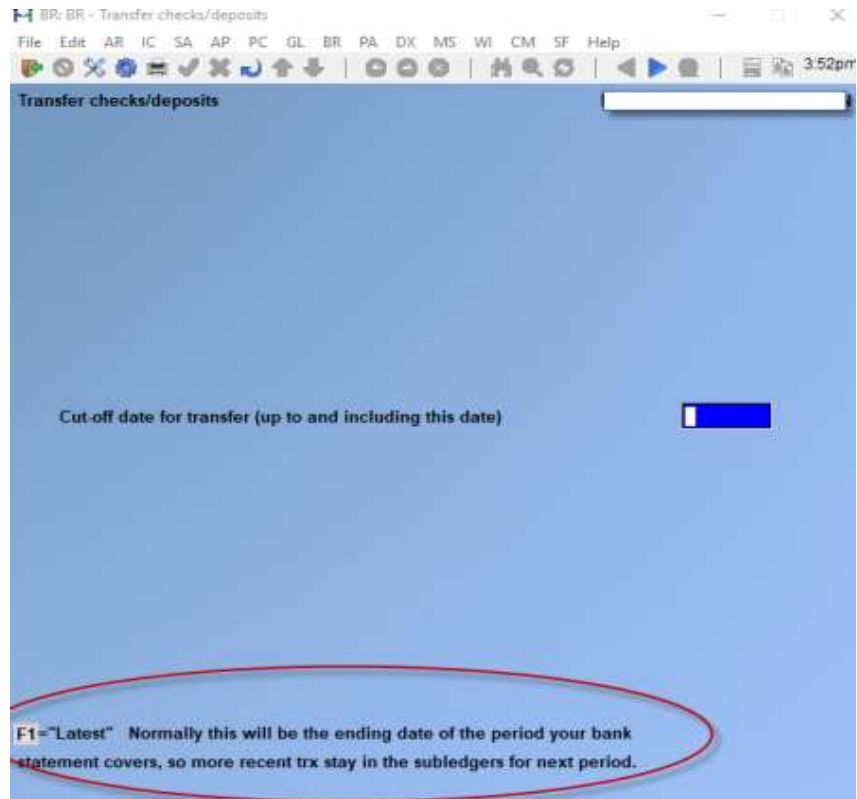 BR: BR - Transfer checks/deposits
File Edit AR IC SA AP PC GL BR PA DX MS WI CM SF Help
3:52pm
Transfer checks/deposits
Cut-off date for transfer (up to and including this date)
F1="Latest" Normally this will be the ending date of the period your bank
statement covers, so more recent trx stay in the subledgers for next period.